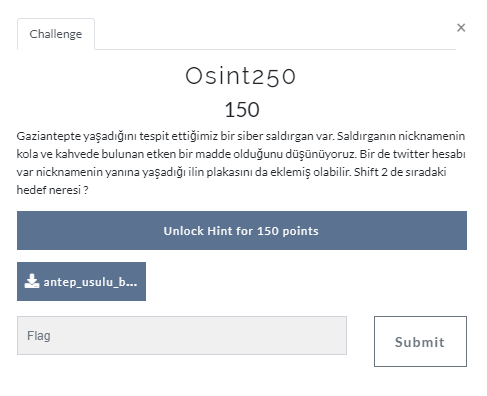 Challenge
×
Osint250
150
Gaziantepte yaşadığını tespit ettiğimiz bir siber saldırgan var. Saldırganın nicknamenin
kola ve kahvede bulunan etken bir madde olduğunu düşünüyoruz. Bir de twitter hesabı
var nicknamenin yanına yaşadığı ilin plakasını da eklemiş olabilir. Shift 2 de sıradaki
hedef neresi ?
Unlock Hint for 150 points
antep_usulu_b...
Flag
Submit